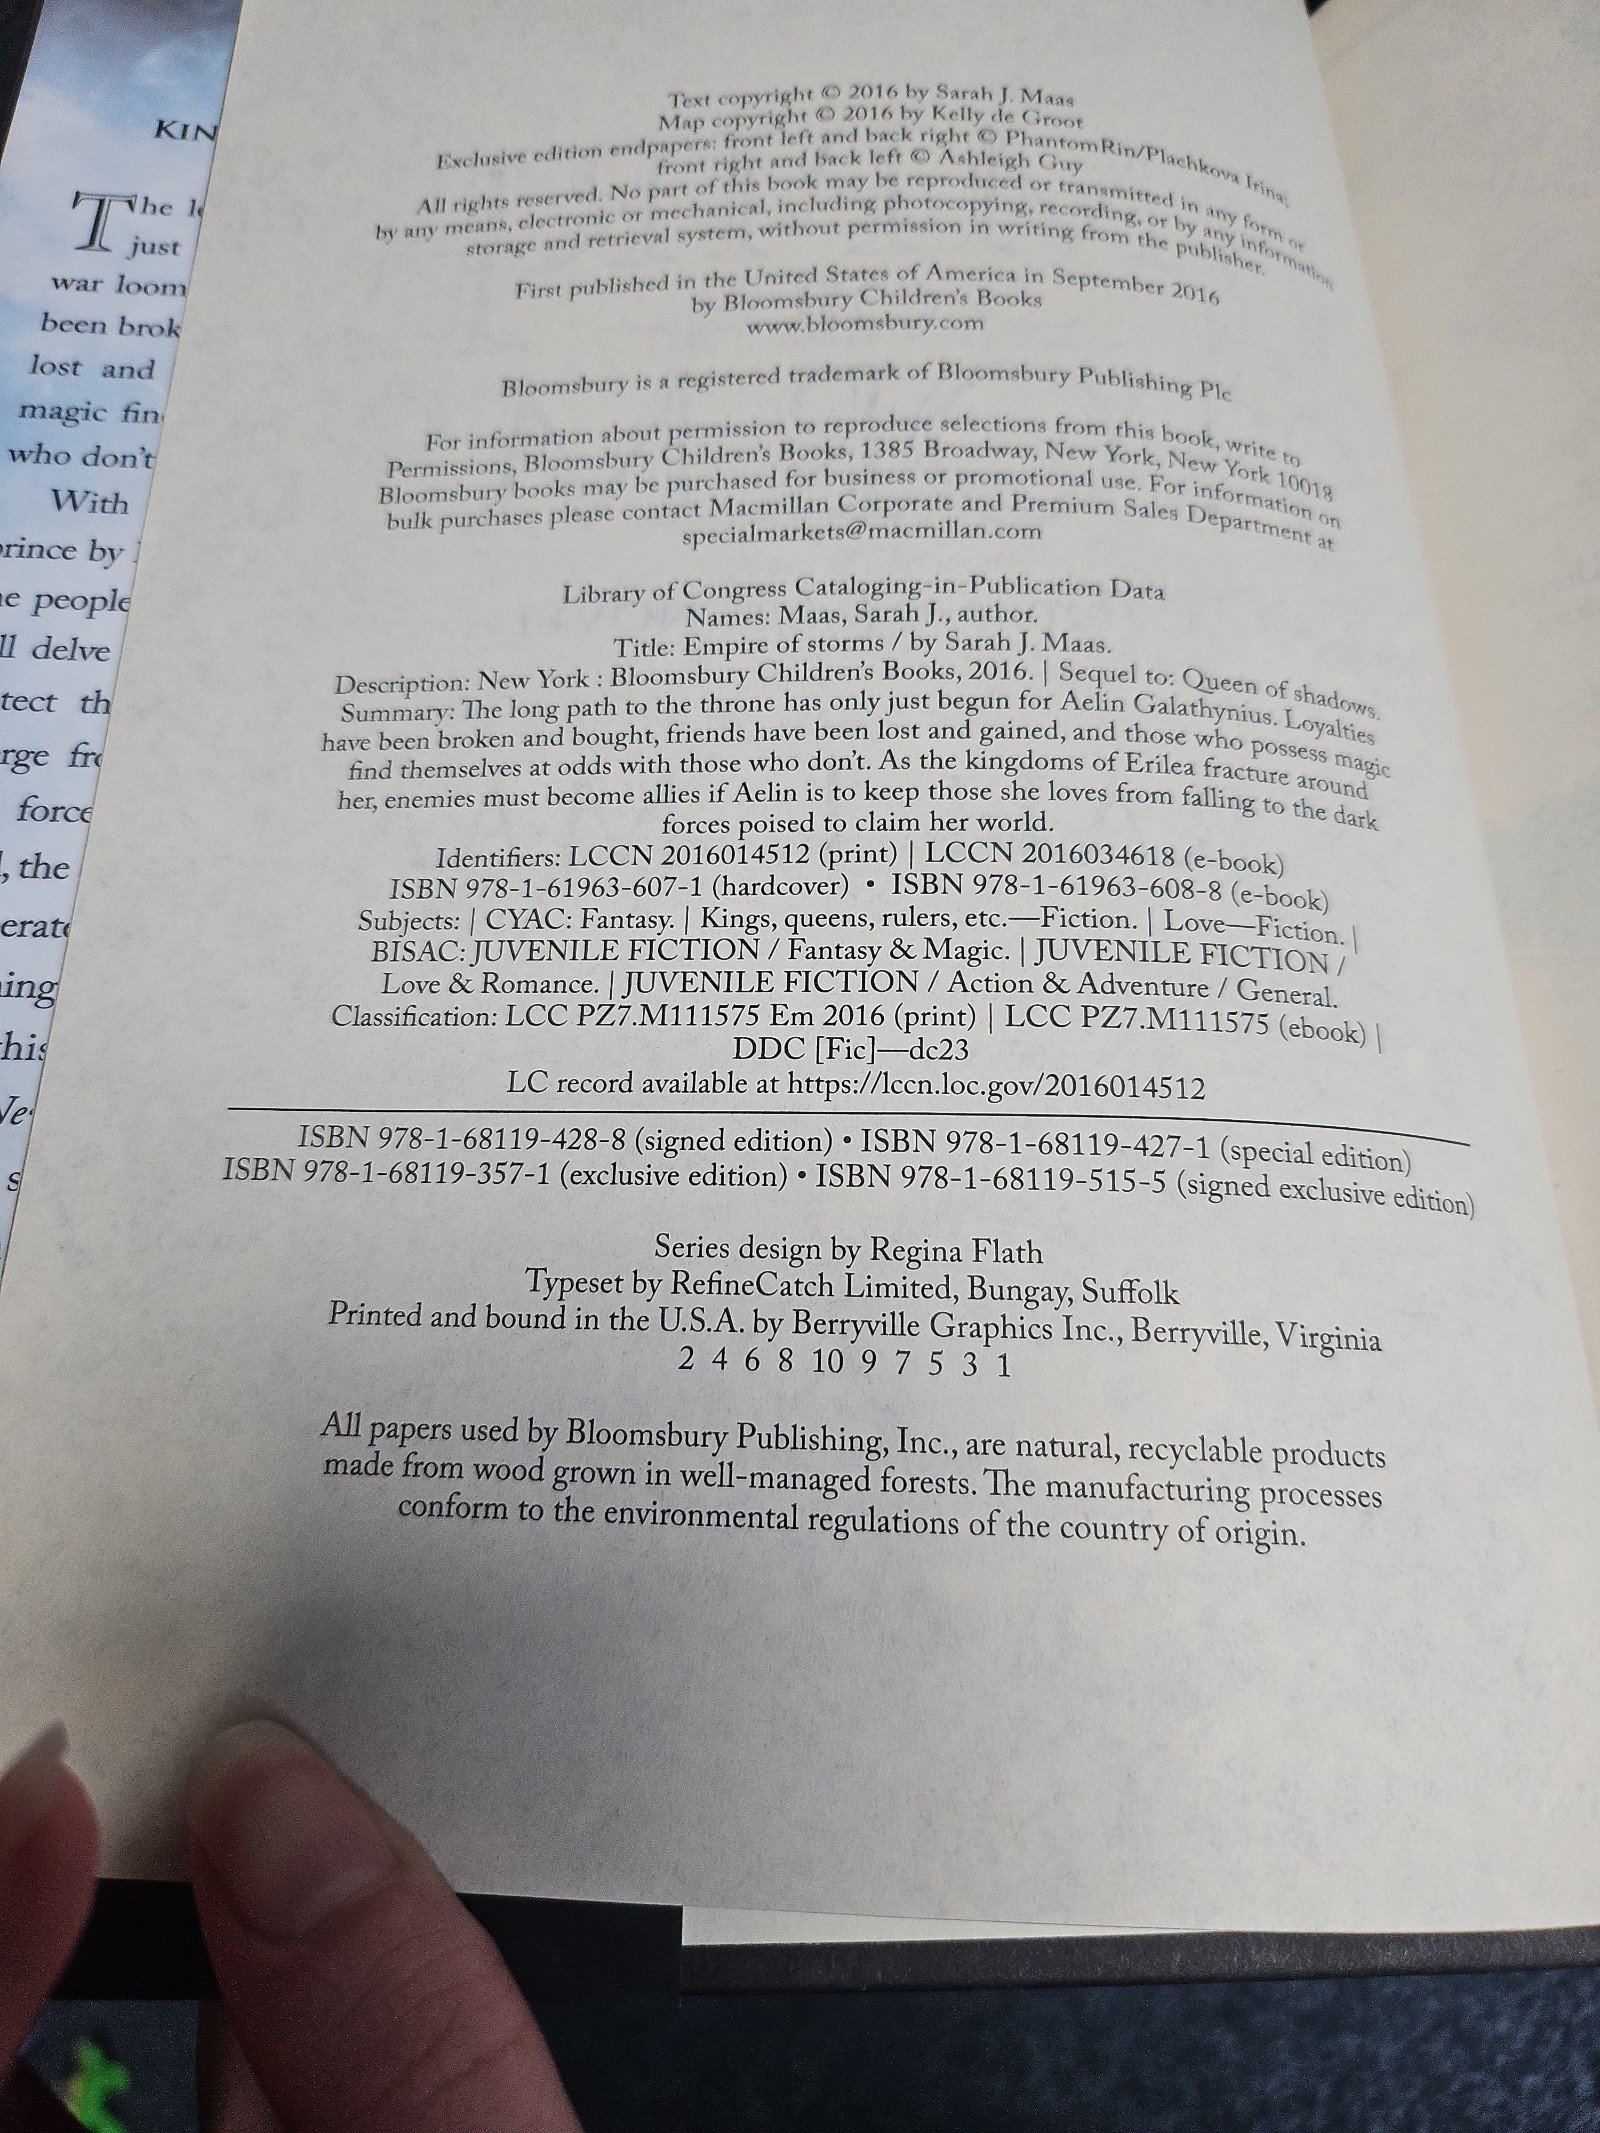 KIN
The l
just
war loom
been brok
lost and
magic fin
who don't
With
prince by
people
delve
tect th
rge fr
force
, the
erate
ing
his
s
Text copyright © 2016 by Sarah J. Maas
Map copyright © 2016 by Kelly de Groot
Exclusive edition endpapers: front left and back right © PhantomRin/Plachkova Irina;
front right and back left © Ashleigh Guy
All rights reserved. No part of this book may be reproduced or transmitted in any form or
by any means, electronic or mechanical, including photocopying, recording, or by any information
storage and retrieval system, without permission in writing from the publisher.
First published in the United States of America in September 2016
by Bloomsbury Children's Books
www.bloomsbury.com
Bloomsbury is a registered trademark of Bloomsbury Publishing Plc
For information about permission to reproduce selections from this book, write to
Permissions, Bloomsbury Children's Books, 1385 Broadway, New York, New York 10018
Bloomsbury books may be purchased for business or promotional use. For information on
bulk purchases please contact Macmillan Corporate and Premium Sales Department at
specialmarkets@macmillan.com
Library of Congress Cataloging-in-Publication Data
Names: Maas, Sarah J., author.
Title: Empire of storms / by Sarah J. Maas.
Description: New York : Bloomsbury Children's Books, 2016. | Sequel to: Queen of shadows.
Summary: The long path to the throne has only just begun for Aelin Galathynius. Loyalties
have been broken and bought, friends have been lost and gained, and those who possess magic
find themselves at odds with those who don't. As the kingdoms of Erilea fracture around
her, enemies must become allies if Aelin is to keep those she loves from falling to the dark
forces poised to claim her world.
Identifiers: LCCN 2016014512 (print) | LCCN 2016034618 (e-book)
ISBN 978-1-61963-607-1 (hardcover) • ISBN 978-1-61963-608-8 (e-book)
Subjects: | CYAC: Fantasy. | Kings, queens, rulers, etc.—Fiction. | Love—Fiction. |
BISAC: JUVENILE FICTION / Fantasy & Magic. | JUVENILE FICTION /
Love & Romance. | JUVENILE FICTION / Action & Adventure / General.
Classification: LCC PZ7.M111575 Em 2016 (print) | LCC PZ7.M111575 (ebook) |
DDC [Fic]—dc23
LC record available at https://lccn.loc.gov/2016014512
ISBN 978-1-68119-428-8 (signed edition) • ISBN 978-1-68119-427-1 (special edition)
ISBN 978-1-68119-357-1 (exclusive edition) • ISBN 978-1-68119-515-5 (signed exclusive edition)
Series design by Regina Flath
Typeset by RefineCatch Limited, Bungay, Suffolk
Printed and bound in the U.S.A. by Berryville Graphics Inc., Berryville, Virginia
2 4 6 8 10 9 7 5 3 1
All papers used by Bloomsbury Publishing, Inc., are natural, recyclable products
made from wood grown in well-managed forests. The manufacturing processes
conform to the environmental regulations of the country of origin.